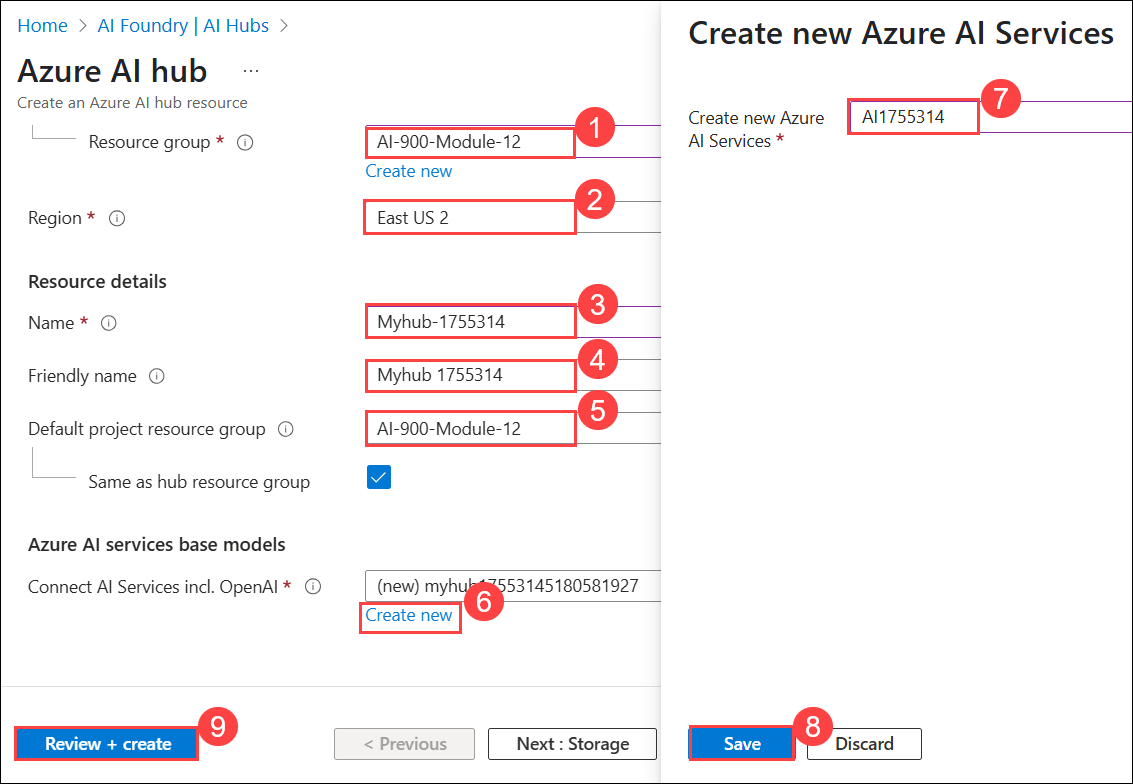 Home > AI Foundry | AI Hubs >
Azure AI hub ...
Create an Azure AI hub resource
Resource group *
AI-900-Module-12
1
Create new
Region *
East US 2
2
Resource details
Name *
Myhub-1755314
3
Friendly name
Myhub 1755314
4
Default project resource group
AI-900-Module-12
5
Same as hub resource group
Azure AI services base models
Connect AI Services incl. OpenAI *
(new) myhub17553145180581927
Create new
6
Review + create
9
< Previous
Next : Storage
Create new Azure AI Services
Create new Azure
AI Services *
AI1755314
7
Save
8
Discard